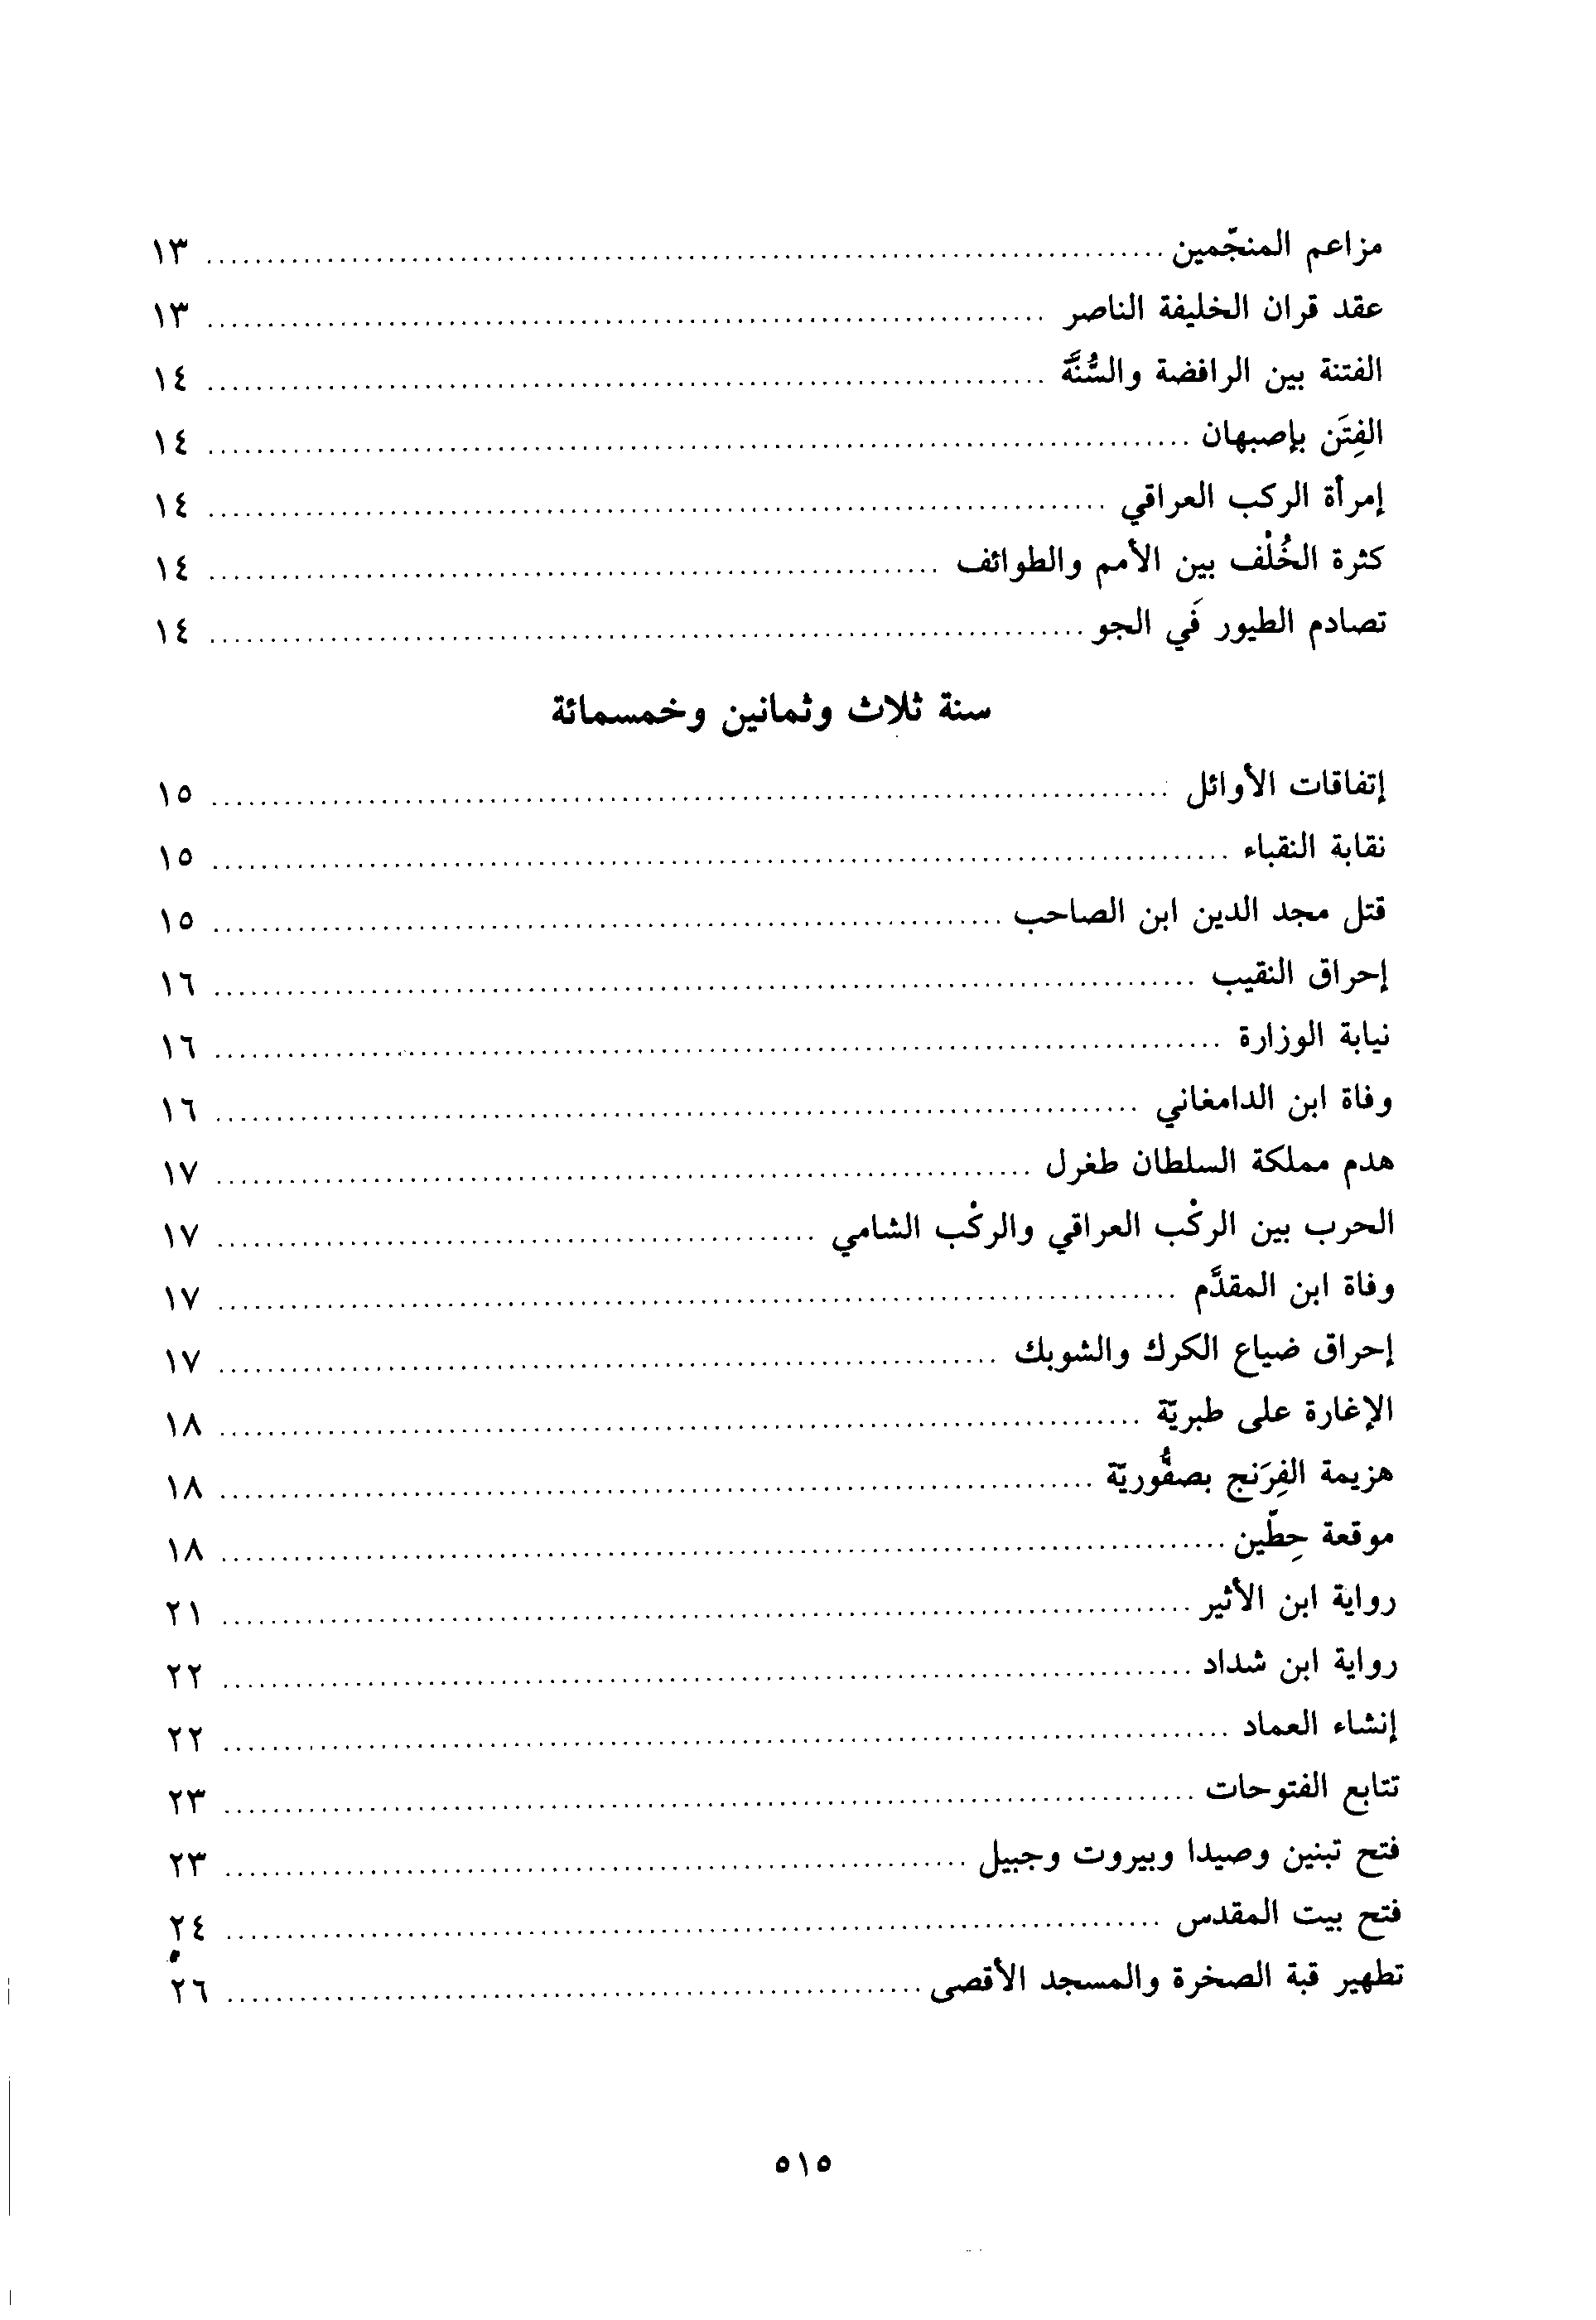 مزاعم المنجّمين ........ ١٣
عقد قران الخليفة الناصر ........ ١٣
الفتنة بين الرافضة والسُّنَّة ........ ١٤
الفِتَن بإصبهان ........ ١٤
إمرأة الركب العراقي ........ ١٤
كثرة الخُلْف بين الأمم والطوائف ........ ١٤
تصادم الطيور في الجو ........ ١٤
سنة ثلاث وثمانين وخمسمائة
إتفاقات الأوائل ........ ١٥
نقابة النقباء ........ ١٥
قتل مجد الدين ابن الصاحب ........ ١٥
إحراق النقيب ........ ١٦
نيابة الوزارة ........ ١٦
وفاة ابن الدامغاني ........ ١٦
هدم مملكة السلطان طغرل ........ ١٧
الحرب بين الركْب العراقي والركْب الشامي ........ ١٧
وفاة ابن المقدَّم ........ ١٧
إحراق ضياع الكرك والشوبك ........ ١٧
الإغارة على طبريّة ........ ١٨
هزيمة الفِرَنج بصفُّوريّة ........ ١٨
موقعة حِطّين ........ ١٨
رواية ابن الأثير ........ ٢١
رواية ابن شداد ........ ٢٢
إنشاء العماد ........ ٢٢
تتابع الفتوحات ........ ٢٣
فتح تبنين وصيدا وبيروت وجبيل ........ ٢٣
فتح بيت المقدس ........ ٢٤
تطهير قبة الصخرة والمسجد الأقصى ........ ٢٦
٥١٥